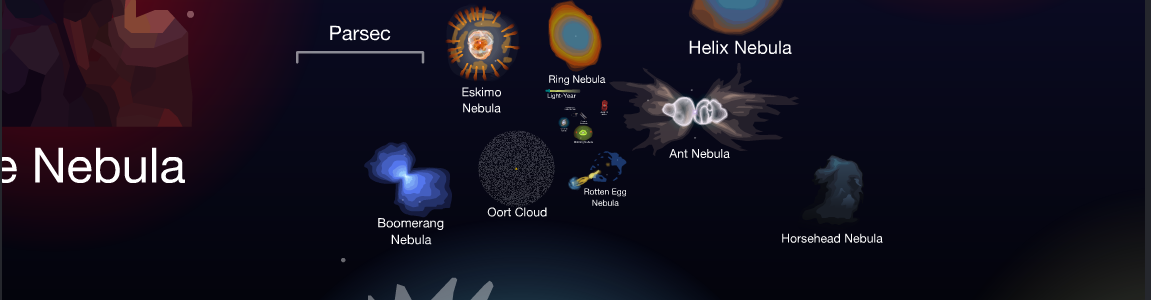 Parsec
Helix Nebula
Ring Nebula
Eskimo
Nebula
Light-Year
Ant Nebula
e Nebula
Rotten Egg
Nebula
Oort Cloud
Boomerang
Nebula
Horsehead Nebula